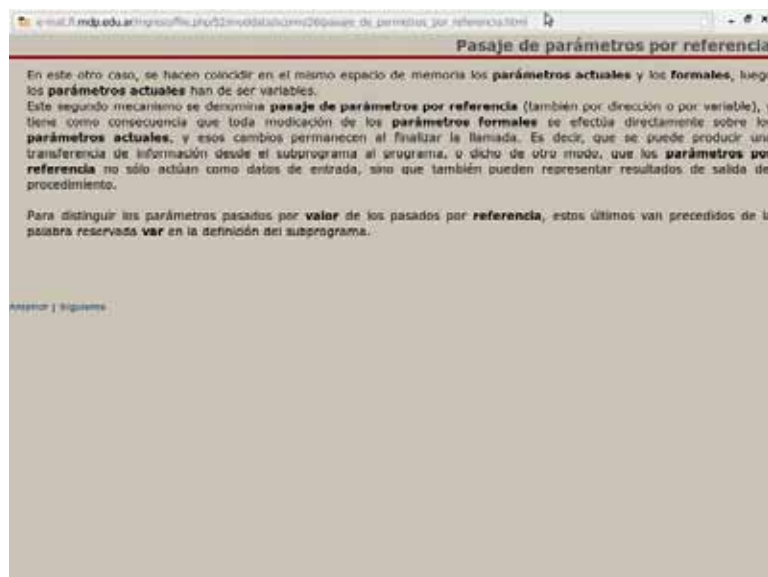 Pasaje de parámetros por referencia
En este otro caso, se hacen coincidir en el mismo espacio de memoria los parámetros actuales y los formales, luego
los parámetros actuales han de ser variables.
Este segundo mecanismo se denomina pasaje de parámetros por referencia (también por dirección o por variable),
tiene como consecuencia que toda modicación de los parámetros formales se efectúa directamente sobre los
parámetros actuales, y esos cambios permanecen al finalizar la llamada. Es decir, que se puede producir una
transferencia de información desde el subprograma al programa, o dicho de otro modo, que los parámetros por
referencia no sólo actúan como datos de entrada, sino que también pueden representar resultados de salida de
procedimiento.
Para distinguir los parámetros pasados por valor de los pasados por referencia, estos últimos van precedidos de la
palabra reservada var en la definición del subprograma.
Anterior | Siguiente